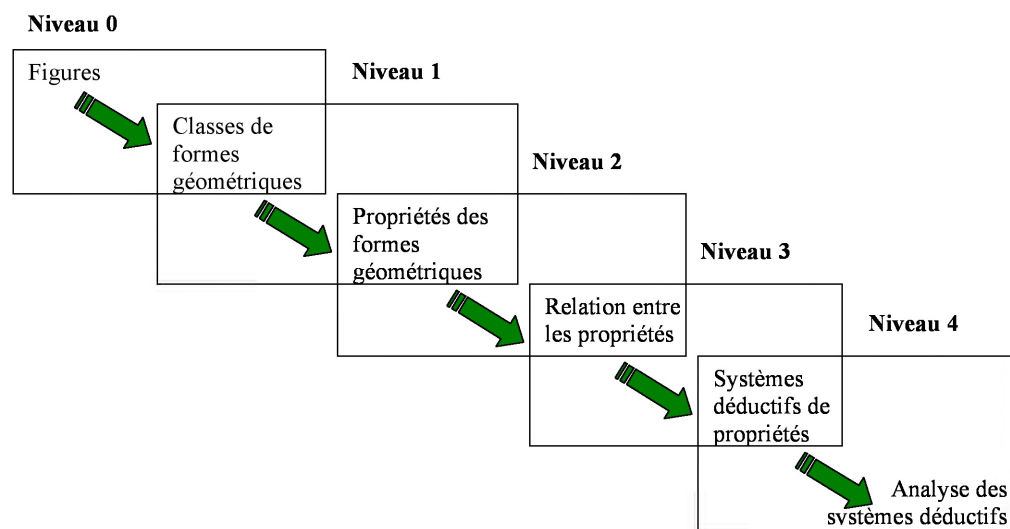 Niveau 0
Figures
Niveau 1
Classes de
formes
géométriques
Niveau 2
Propriétés des
formes
géométriques
Niveau 3
Relation entre
les propriétés
Niveau 4
Systèmes
déductifs de
propriétés
Analyse des
systèmes déductifs